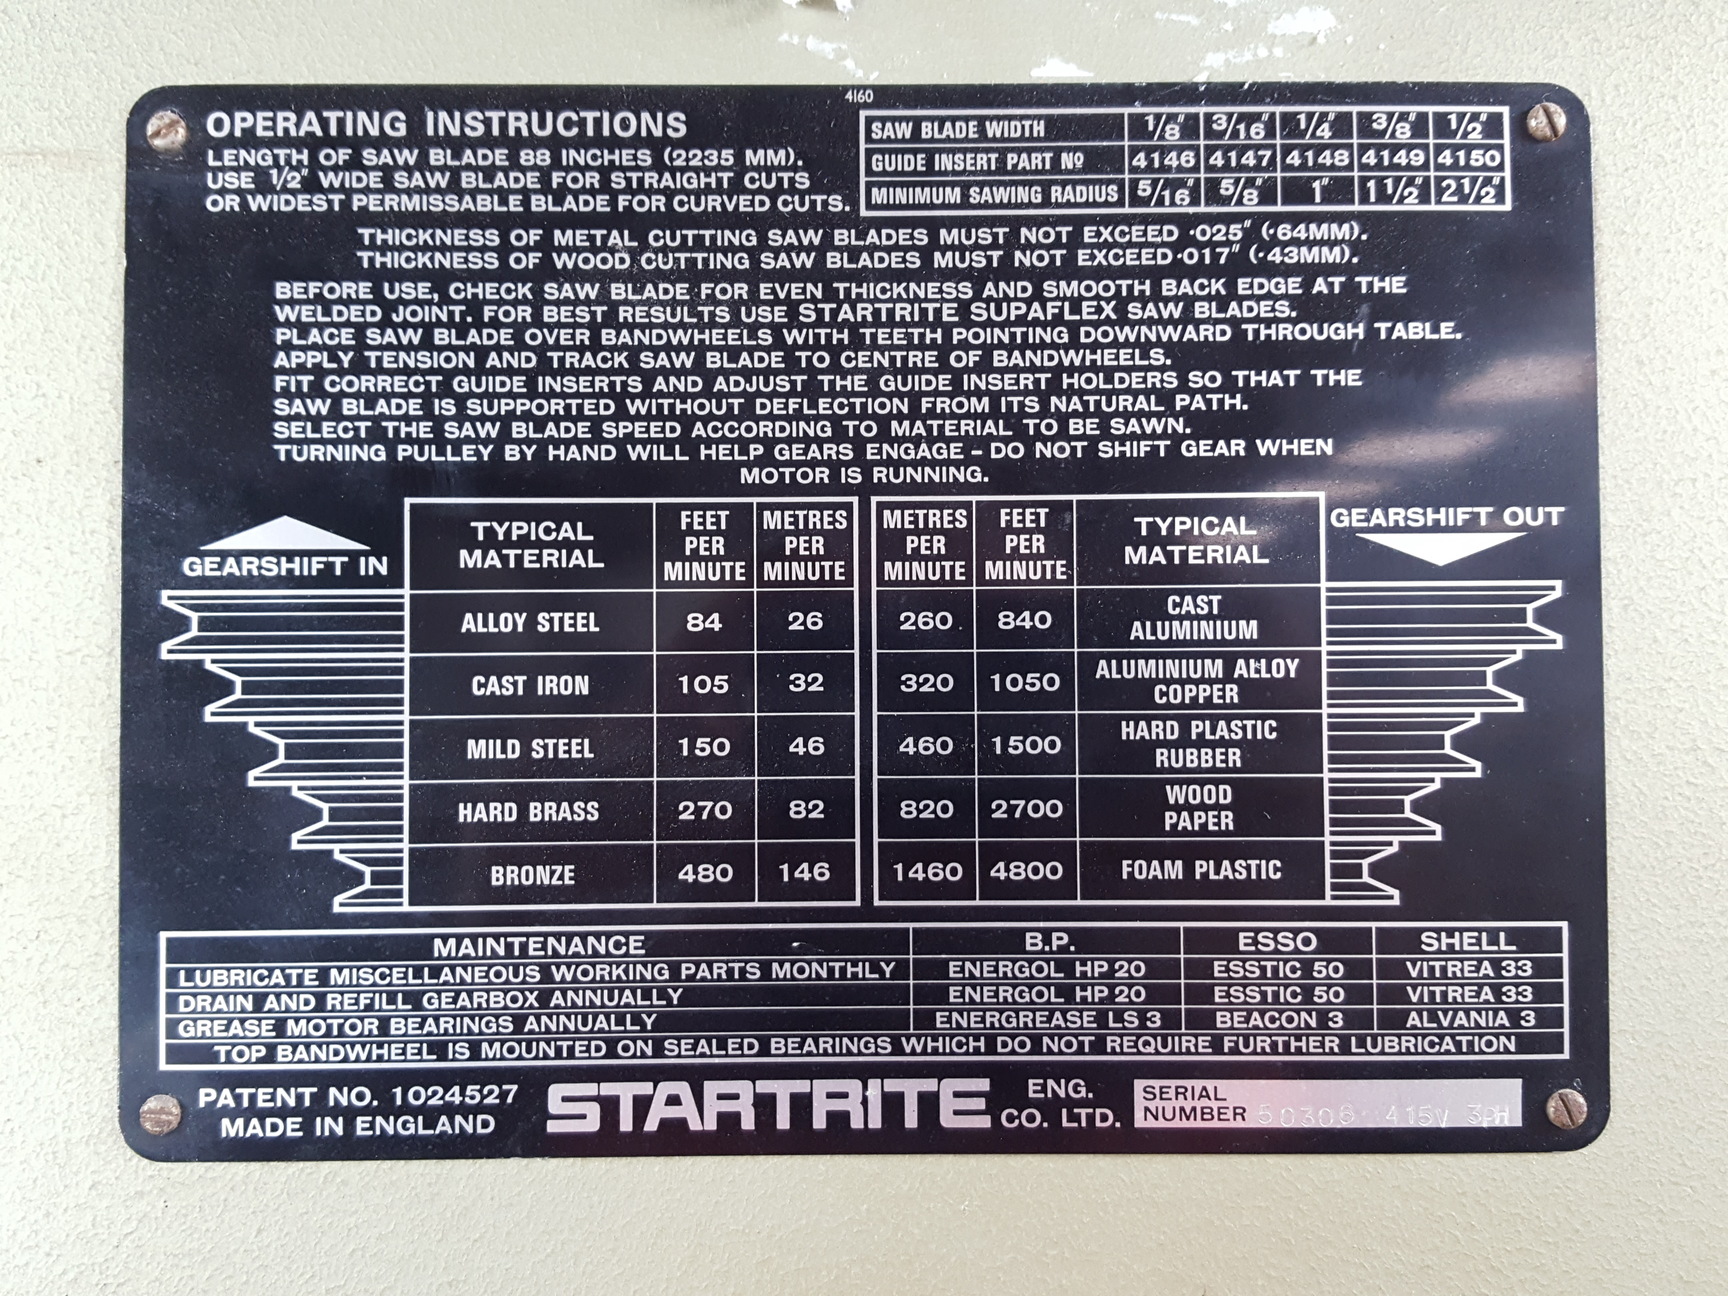 4160
OPERATING INSTRUCTIONS
LENGTH OF SAW BLADE 88 INCHES (2235 MM).
USE 1/2" WIDE SAW BLADE FOR STRAIGHT CUTS
OR WIDEST PERMISSABLE BLADE FOR CURVED CUTS.
SAW BLADE WIDTH 1/8" 3/16" 1/4" 3/8" 1/2"
GUIDE INSERT PART Nº 4146 4147 4148 4149 4150
MINIMUM SAWING RADIUS 5/16" 5/8" 1" 1 1/2" 2 1/2"
THICKNESS OF METAL CUTTING SAW BLADES MUST NOT EXCEED ·025" (·64MM).
THICKNESS OF WOOD CUTTING SAW BLADES MUST NOT EXCEED ·017" (·43MM).
BEFORE USE, CHECK SAW BLADE FOR EVEN THICKNESS AND SMOOTH BACK EDGE AT THE
WELDED JOINT. FOR BEST RESULTS USE STARTRITE SUPAFLEX SAW BLADES.
PLACE SAW BLADE OVER BANDWHEELS WITH TEETH POINTING DOWNWARD THROUGH TABLE.
APPLY TENSION AND TRACK SAW BLADE TO CENTRE OF BANDWHEELS.
FIT CORRECT GUIDE INSERTS AND ADJUST THE GUIDE INSERT HOLDERS SO THAT THE
SAW BLADE IS SUPPORTED WITHOUT DEFLECTION FROM ITS NATURAL PATH.
SELECT THE SAW BLADE SPEED ACCORDING TO MATERIAL TO BE SAWN.
TURNING PULLEY BY HAND WILL HELP GEARS ENGAGE - DO NOT SHIFT GEAR WHEN
MOTOR IS RUNNING.
GEARSHIFT IN
TYPICAL MATERIAL FEET PER MINUTE METRES PER MINUTE
ALLOY STEEL 84 26
CAST IRON 105 32
MILD STEEL 150 46
HARD BRASS 270 82
BRONZE 480 146
METRES PER MINUTE FEET PER MINUTE TYPICAL MATERIAL
GEARSHIFT OUT
260 840 CAST ALUMINIUM
320 1050 ALUMINIUM ALLOY COPPER
460 1500 HARD PLASTIC RUBBER
820 2700 WOOD PAPER
1460 4800 FOAM PLASTIC
MAINTENANCE B.P. ESSO SHELL
LUBRICATE MISCELLANEOUS WORKING PARTS MONTHLY ENERGOL HP 20 ESSTIC 50 VITREA 33
DRAIN AND REFILL GEARBOX ANNUALLY ENERGOL HP 20 ESSTIC 50 VITREA 33
GREASE MOTOR BEARINGS ANNUALLY ENERGREASE LS 3 BEACON 3 ALVANIA 3
TOP BANDWHEEL IS MOUNTED ON SEALED BEARINGS WHICH DO NOT REQUIRE FURTHER LUBRICATION
PATENT NO. 1024527
MADE IN ENGLAND
STARTRITE ENG. CO. LTD.
SERIAL NUMBER 50306 415V 3PH